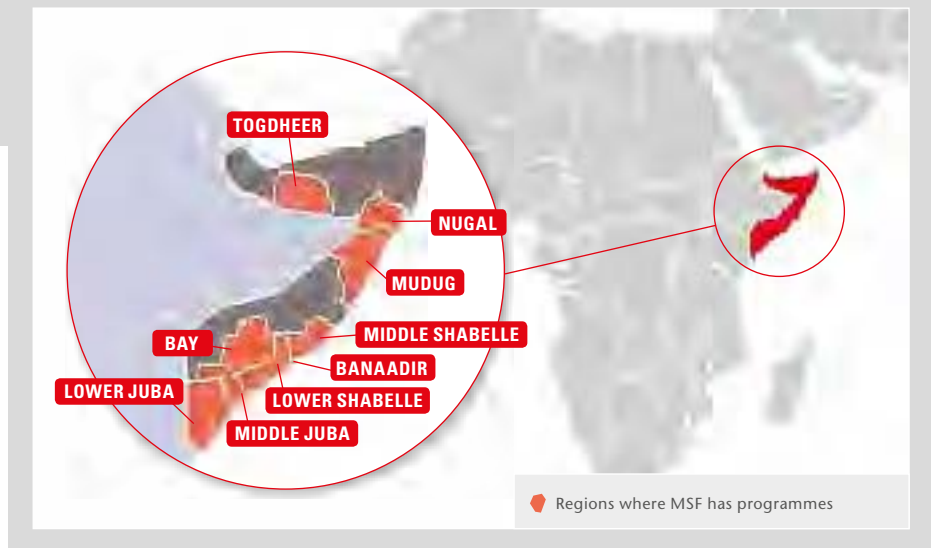 TOGDHEER
NUGAL
MUDUG
MIDDLE SHABELLE
BAY
BANAADIR
LOWER JUBA
LOWER SHABELLE
MIDDLE JUBA
Regions where MSF has programmes